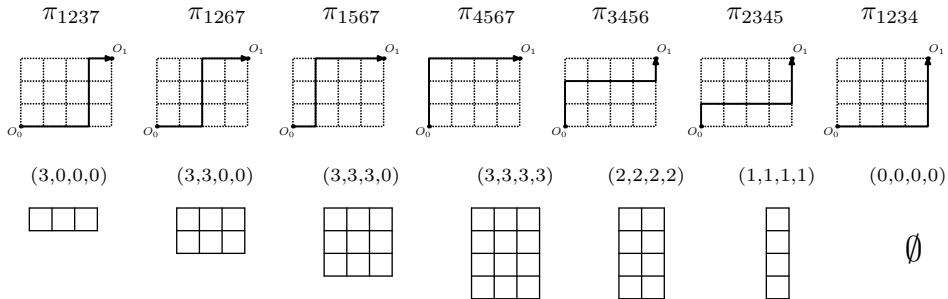 π1237 π1267 π1567 π4567 π3456 π2345 π1234
O1 O1 O1 O1 O1 O1 O1
O0 O0 O0 O0 O0 O0 O0
(3,0,0,0) (3,3,0,0) (3,3,3,0) (3,3,3,3) (2,2,2,2) (1,1,1,1) (0,0,0,0)
∅